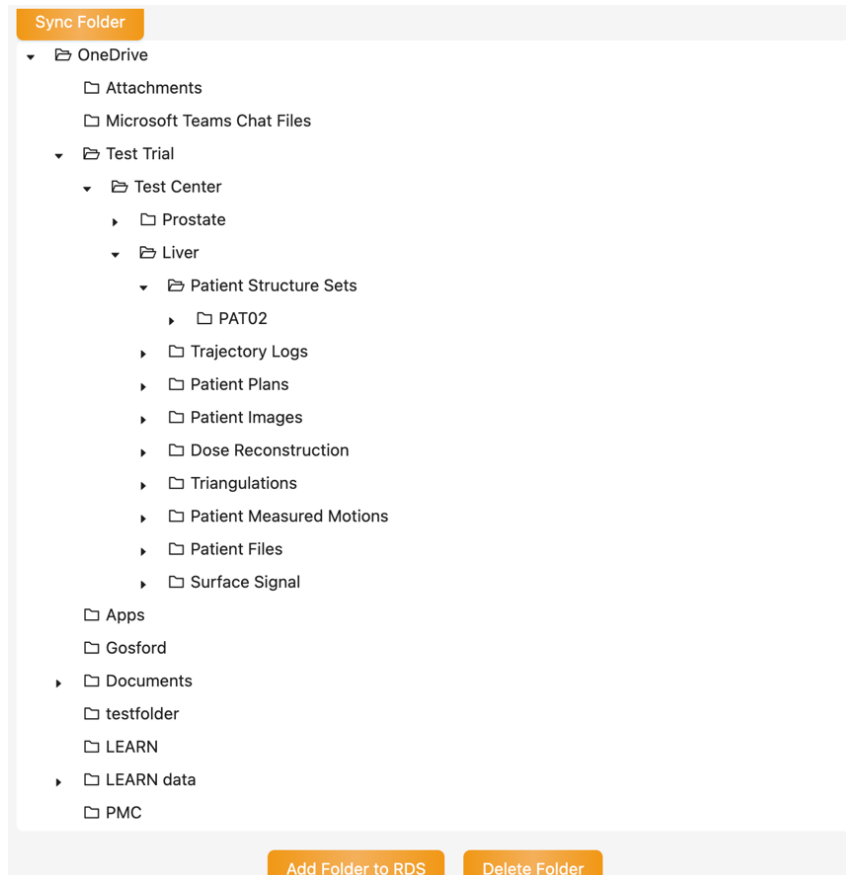 Sync Folder
OneDrive
Attachments
Microsoft Teams Chat Files
Test Trial
Test Center
Prostate
Liver
Patient Structure Sets
PAT02
Trajectory Logs
Patient Plans
Patient Images
Dose Reconstruction
Triangulations
Patient Measured Motions
Patient Files
Surface Signal
Apps
Gosford
Documents
testfolder
LEARN
LEARN data
PMC
Add Folder to RDS Delete Folder